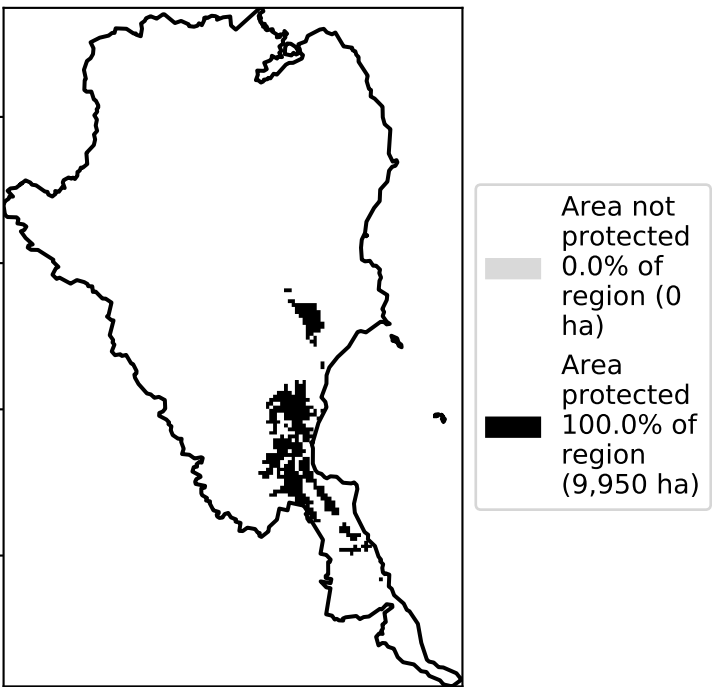 Area not
protected
0.0% of
region (0
ha)
Area
protected
100.0% of
region
(9,950 ha)